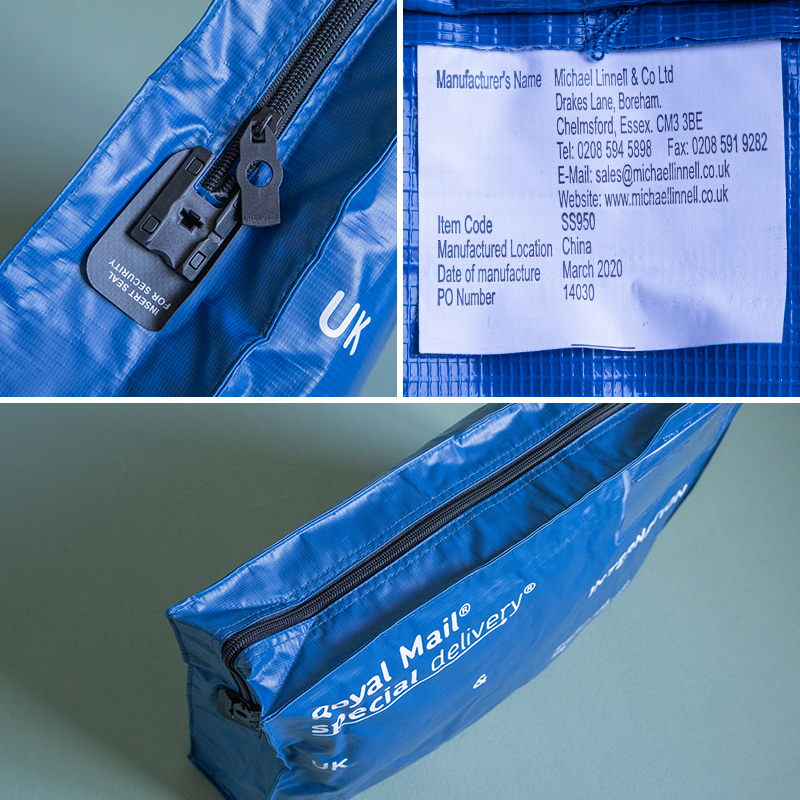 INSERT SEAL
FOR SECURITY
UK
Manufacturer's Name Michael Linnell & Co Ltd
Drakes Lane, Boreham.
Chelmsford, Essex. CM3 3BE
Tel: 0208 594 5898 Fax: 0208 591 9282
E-Mail: sales@michaellinnell.co.uk
Website: www.michaellinnell.co.uk
Item Code SS950
Manufactured Location China
Date of manufacture March 2020
PO Number 14030
Royal Mail®
Special delivery®
UK
&